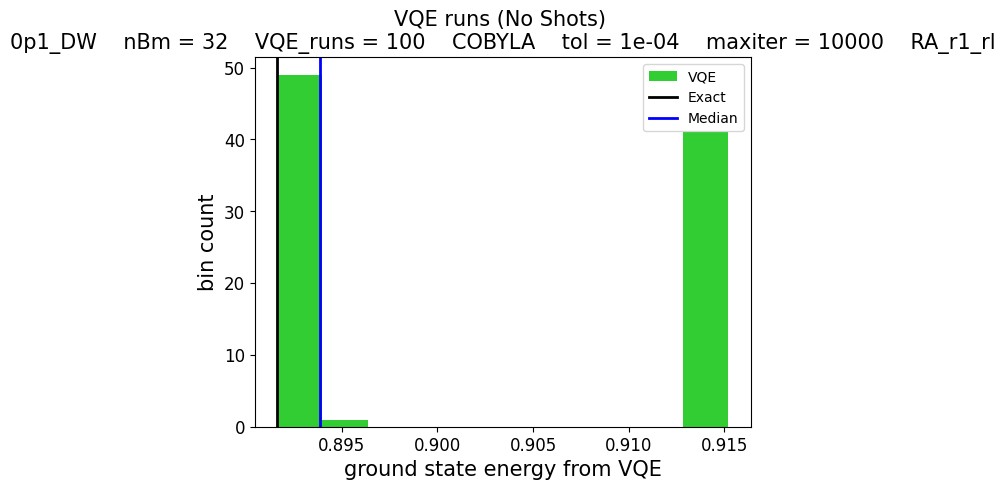 VQE runs (No Shots)
0p1_DW nBm = 32 VQE_runs = 100 COBYLA tol = 1e-04 maxiter = 10000 RA_r1_rl
VQE
Exact
Median
50
40
30
20
10
0
bin count
0.895 0.900 0.905 0.910 0.915
ground state energy from VQE